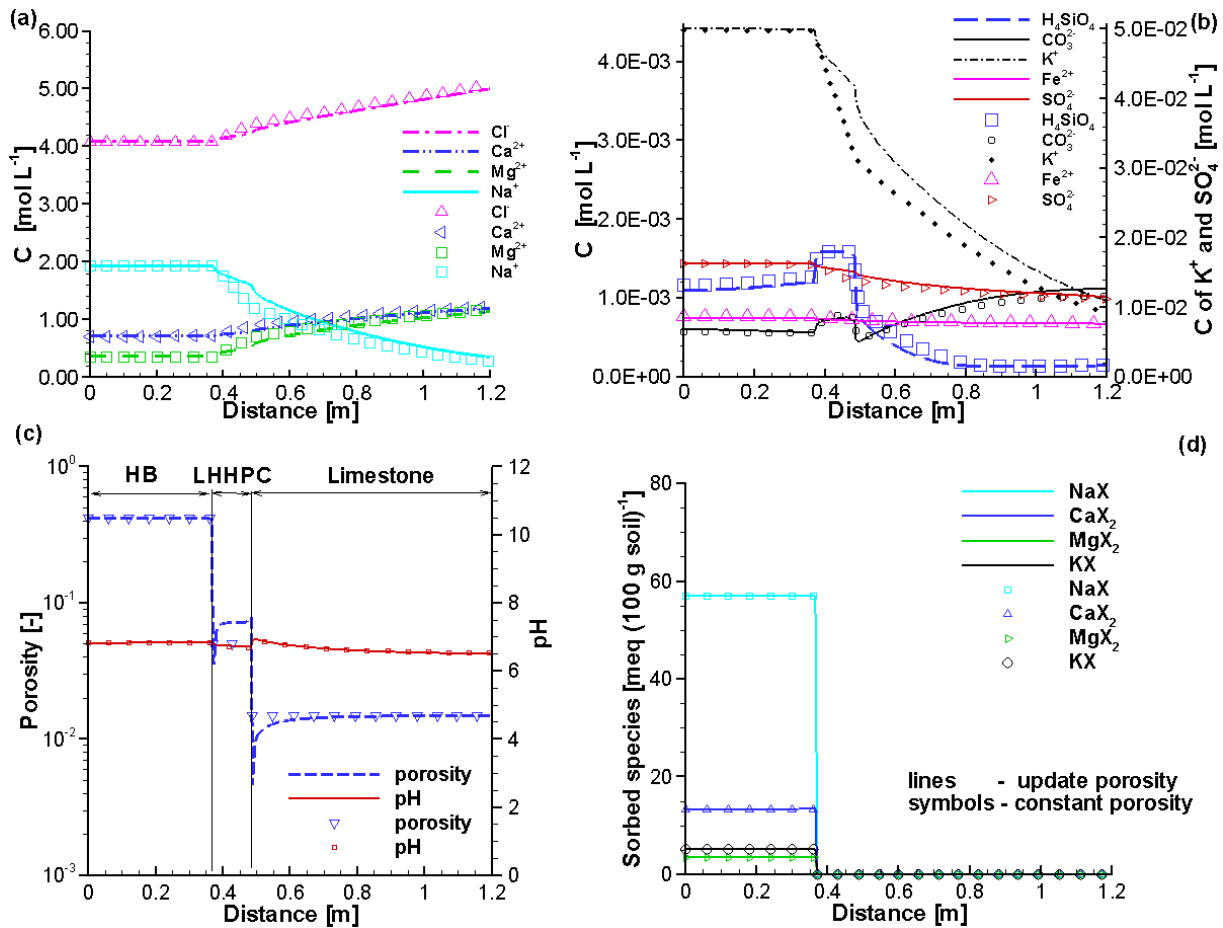 (a)
6.00
5.00
4.00
3.00
2.00
1.00
0.00
C [mol L⁻¹]
Cl⁻
Ca²⁺
Mg²⁺
Na⁺
Cl⁻
Ca²⁺
Mg²⁺
Na⁺
0 0.2 0.4 0.6 0.8 1 1.2
Distance [m]
(b)
4.0E-03
3.0E-03
2.0E-03
1.0E-03
0.0E+00
C [mol L⁻¹]
H₄SiO₄
CO₃²⁻
K⁺
Fe²⁺
SO₄²⁻
H₄SiO₄
CO₃²⁻
K⁺
Fe²⁺
SO₄²⁻
5.0E-02
4.0E-02
3.0E-02
2.0E-02
1.0E-02
0.0E+00
C of K⁺ and SO₄²⁻ [mol L⁻¹]
0 0.2 0.4 0.6 0.8 1 1.2
Distance [m]
(c)
HB LHHPC Limestone
10⁰
10⁻¹
10⁻²
10⁻³
Porosity [-]
12
10
8
6
4
2
0
pH
porosity
pH
porosity
pH
0 0.2 0.4 0.6 0.8 1 1.2
Distance [m]
(d)
80
60
40
20
0
Sorbed species [meq (100 g soil)⁻¹]
NaX
CaX₂
MgX₂
KX
NaX
CaX₂
MgX₂
KX
lines - update porosity
symbols - constant porosity
0 0.2 0.4 0.6 0.8 1 1.2
Distance [m]